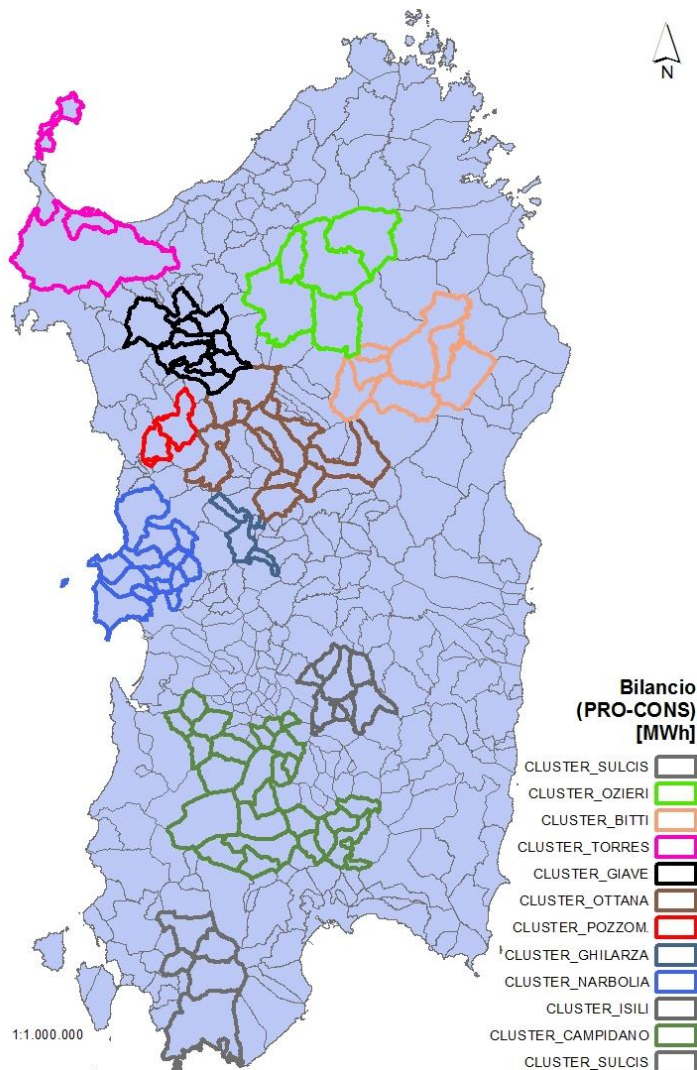 N
Bilancio
(PRO-CONS)
[MWh]
CLUSTER_SULCIS
CLUSTER_OZIERI
CLUSTER_BITTI
CLUSTER_TORRES
CLUSTER_GIAVE
CLUSTER_OTTANA
CLUSTER_POZZOM.
CLUSTER_GHILARZA
CLUSTER_NARBOLIA
CLUSTER_ISILI
CLUSTER_CAMPIDANO
CLUSTER_SULCIS
1:1.000.000